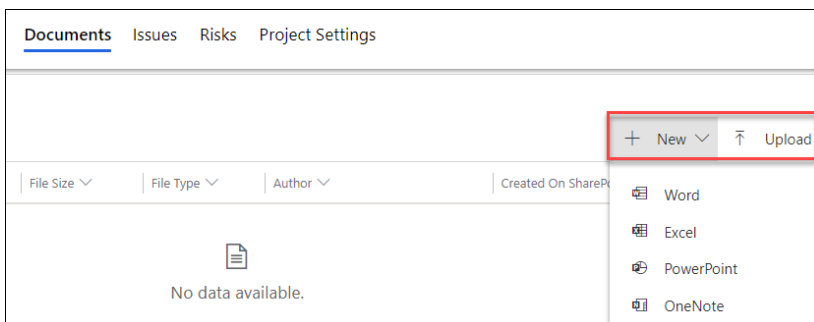 Documents Issues Risks Project Settings
+ New Upload
File Size File Type Author Created On
Word
Excel
PowerPoint
OneNote
No data available.